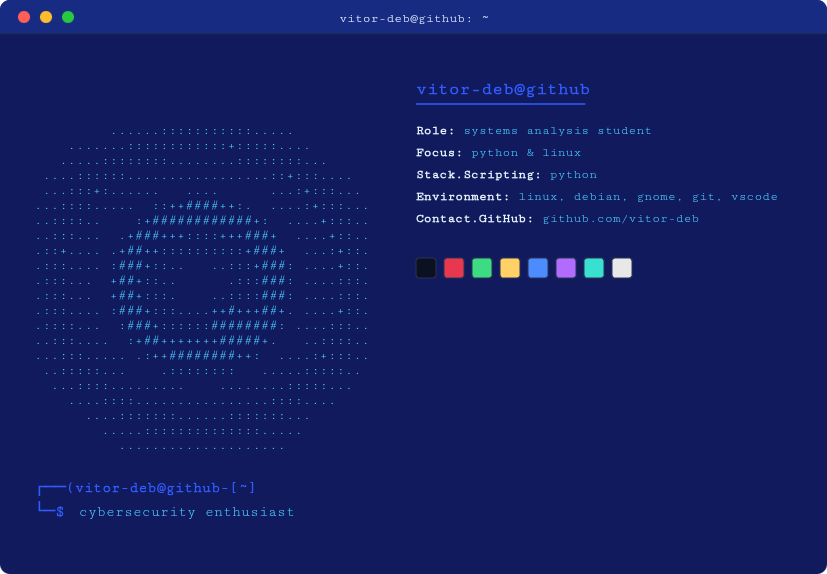 vitor-deb@github: ~
vitor-deb@github
Role: systems analysis student
Focus: python & linux
Stack.Scripting: python
Environment: linux, debian, gnome, git, vscode
Contact.GitHub: github.com/vitor-deb
┌──(vitor-deb@github-[~]
└─$ cybersecurity enthusiast